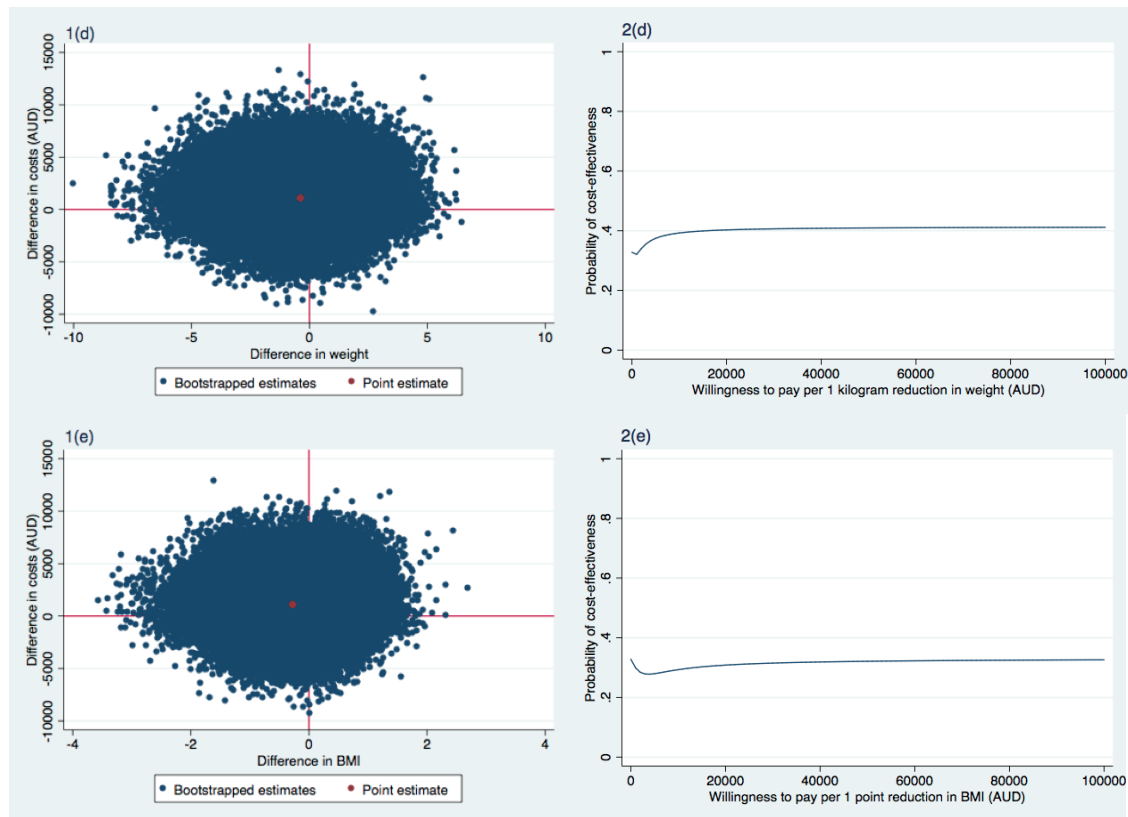 1(d)
Difference in costs (AUD)
15000
10000
5000
0
-5000
-10000
-10
-5
0
5
10
Difference in weight
Bootstrapped estimates
Point estimate
2(d)
Probability of cost-effectiveness
1
.8
.6
.4
.2
0
0
20000
40000
60000
80000
100000
Willingness to pay per 1 kilogram reduction in weight (AUD)
1(e)
Difference in costs (AUD)
15000
10000
5000
0
-5000
-10000
-4
-2
0
2
4
Difference in BMI
Bootstrapped estimates
Point estimate
2(e)
Probability of cost-effectiveness
1
.8
.6
.4
.2
0
0
20000
40000
60000
80000
100000
Willingness to pay per 1 point reduction in BMI (AUD)